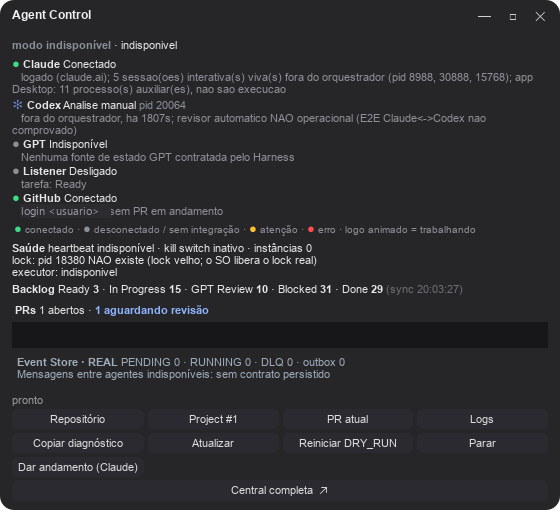 Agent Control
modo indisponível · indisponivel
Claude Conectado
logado (claude.ai); 5 sessao(oes) interativa(s) viva(s) fora do orquestrador (pid 8988, 30888, 15768); app
Desktop: 11 processo(s) auxiliar(es), nao sao execucao
Codex Analise manual pid 20064
fora do orquestrador, ha 1807s; revisor automatico NAO operacional (E2E Claude<->Codex nao
comprovado)
GPT Indisponível
Nenhuma fonte de estado GPT contratada pelo Harness
Listener Desligado
tarefa: Ready
GitHub Conectado
login <usuario> sem PR em andamento
conectado · desconectado / sem integração · atenção · erro · logo animado = trabalhando
Saúde heartbeat indisponível · kill switch inativo · instâncias 0
lock: pid 18380 NAO existe (lock velho; o SO libera o lock real)
executor: indisponivel
Backlog Ready 3 · In Progress 15 · GPT Review 10 · Blocked 31 · Done 29 (sync 20:03:27)
PRs 1 abertos · 1 aguardando revisão
Event Store · REAL PENDING 0 · RUNNING 0 · DLQ 0 · outbox 0
Mensagens entre agentes indisponíveis: sem contrato persistido
pronto
Repositório Project #1 PR atual Logs
Copiar diagnóstico Atualizar Reiniciar DRY_RUN Parar
Dar andamento (Claude)
Central completa ↗